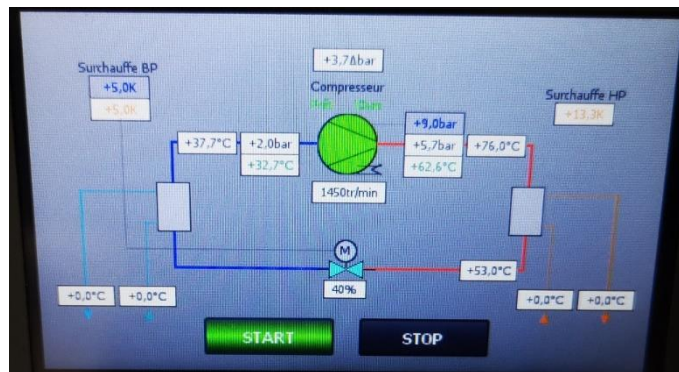 +3,7Δbar
Surchauffe BP
+5,0K
+5,0K
Compresseur
Surchauffe HP
+13,3K
+37,7°C
+2,0bar
+32,7°C
+9,0bar
+5,7bar
+62,6°C
+76,0°C
1450tr/min
M
+53,0°C
40%
+0,0°C
+0,0°C
+0,0°C
+0,0°C
START
STOP